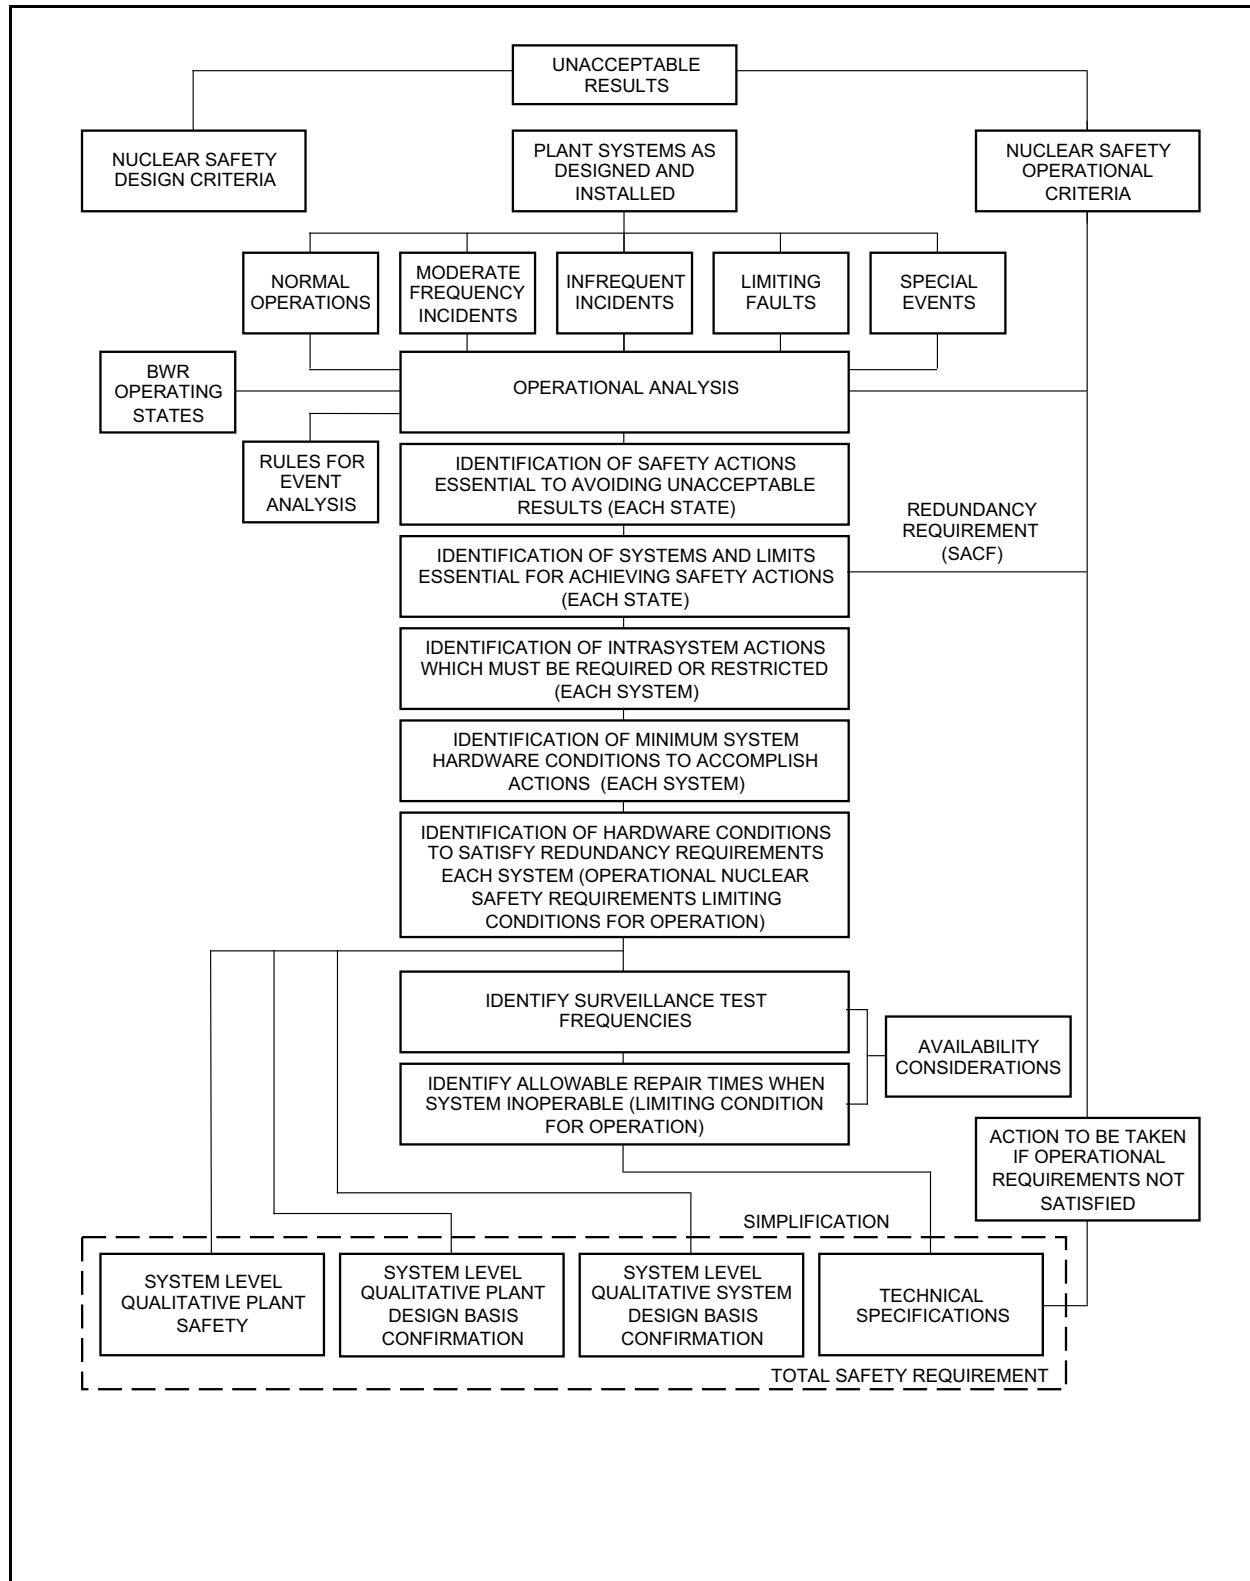 UNACCEPTABLE
RESULTS
NUCLEAR SAFETY
DESIGN CRITERIA
PLANT SYSTEMS AS
DESIGNED AND
INSTALLED
NUCLEAR SAFETY
OPERATIONAL
CRITERIA
NORMAL
OPERATIONS
MODERATE
FREQUENCY
INCIDENTS
INFREQUENT
INCIDENTS
LIMITING
FAULTS
SPECIAL
EVENTS
BWR
OPERATING
STATES
OPERATIONAL ANALYSIS
RULES FOR
EVENT
ANALYSIS
IDENTIFICATION OF SAFETY ACTIONS
ESSENTIAL TO AVOIDING UNACCEPTABLE
RESULTS (EACH STATE)
REDUNDANCY
REQUIREMENT
(SACF)
IDENTIFICATION OF SYSTEMS AND LIMITS
ESSENTIAL FOR ACHIEVING SAFETY ACTIONS
(EACH STATE)
IDENTIFICATION OF INTRASYSTEM ACTIONS
WHICH MUST BE REQUIRED OR RESTRICTED
(EACH SYSTEM)
IDENTIFICATION OF MINIMUM SYSTEM
HARDWARE CONDITIONS TO ACCOMPLISH
ACTIONS (EACH SYSTEM)
IDENTIFICATION OF HARDWARE CONDITIONS
TO SATISFY REDUNDANCY REQUIREMENTS
EACH SYSTEM (OPERATIONAL NUCLEAR
SAFETY REQUIREMENTS LIMITING
CONDITIONS FOR OPERATION)
IDENTIFY SURVEILLANCE TEST
FREQUENCIES
AVAILABILITY
CONSIDERATIONS
IDENTIFY ALLOWABLE REPAIR TIMES WHEN
SYSTEM INOPERABLE (LIMITING CONDITION
FOR OPERATION)
ACTION TO BE TAKEN
IF OPERATIONAL
REQUIREMENTS NOT
SATISFIED
SIMPLIFICATION
SYSTEM LEVEL
QUALITATIVE PLANT
SAFETY
SYSTEM LEVEL
QUALITATIVE PLANT
DESIGN BASIS
CONFIRMATION
SYSTEM LEVEL
QUALITATIVE SYSTEM
DESIGN BASIS
CONFIRMATION
TECHNICAL
SPECIFICATIONS
TOTAL SAFETY REQUIREMENT